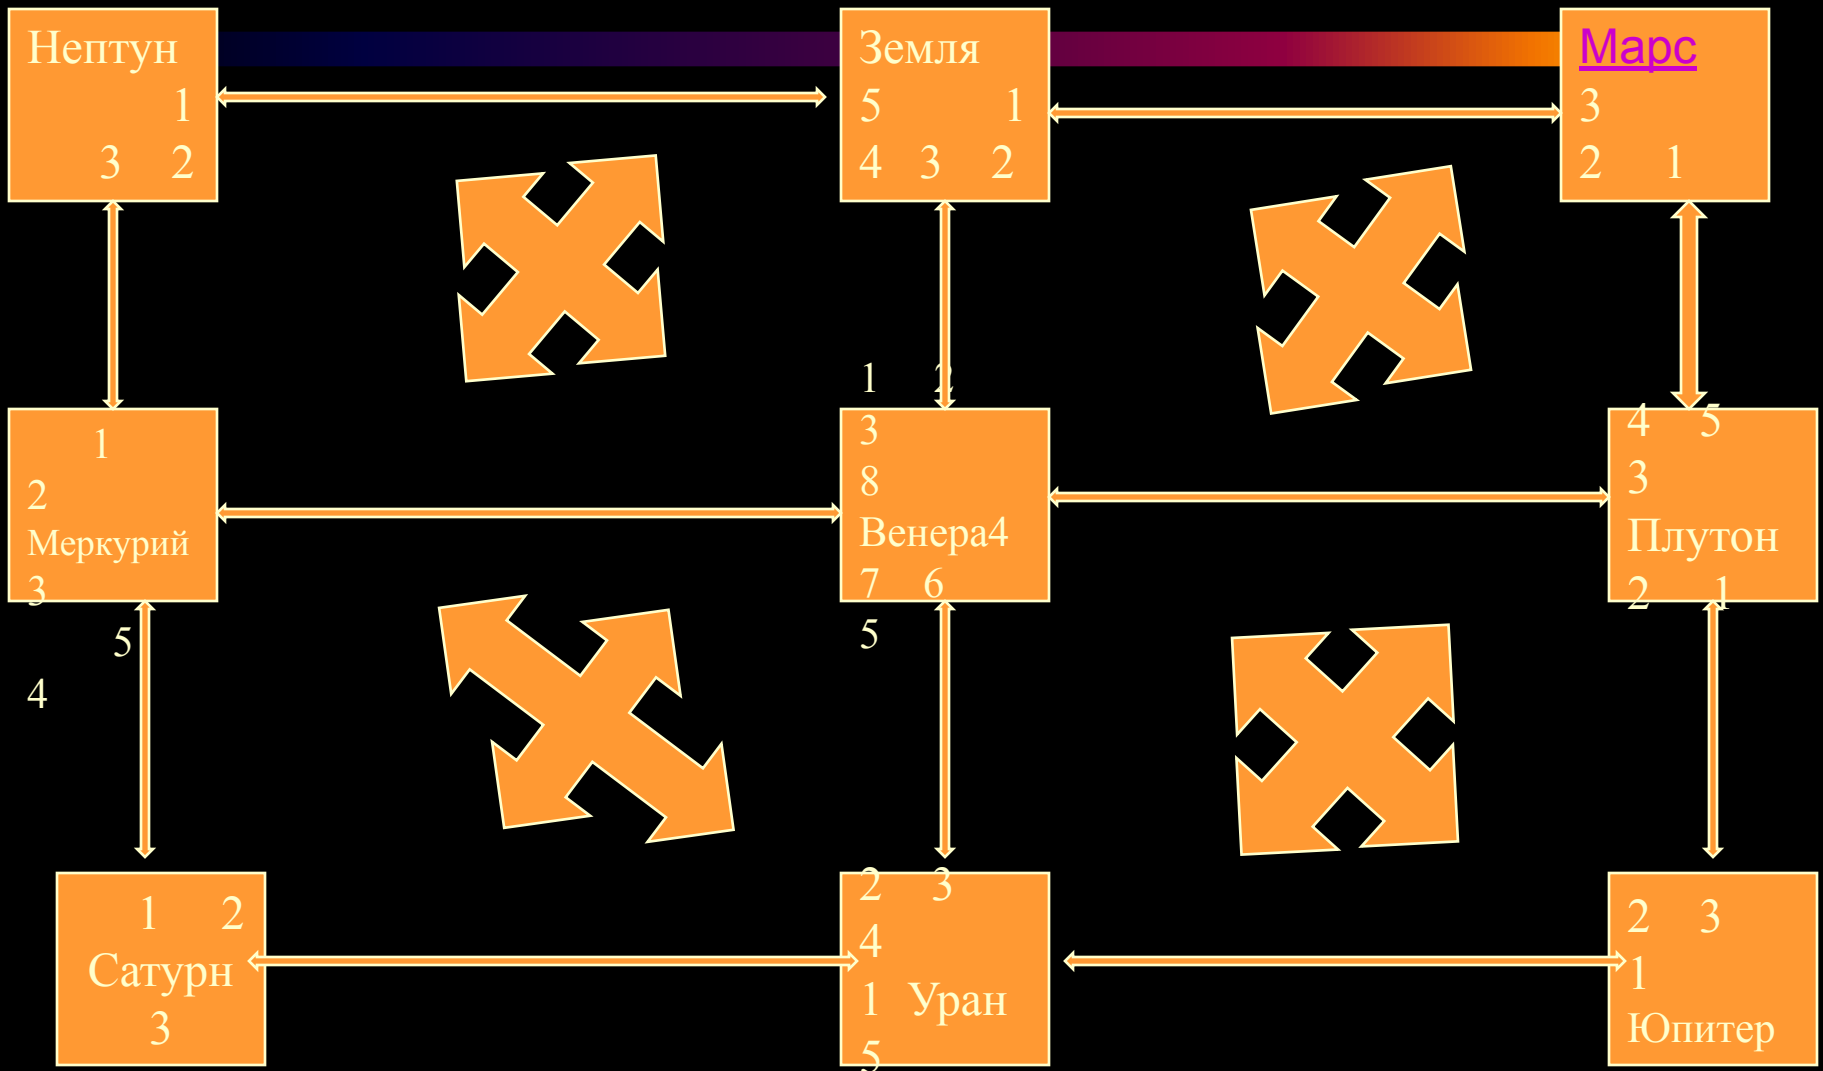 Нептун
1
3 2
Земля
5 1
4 3 2
Марс
3
2 1
1
2
Меркурий
3
5
4
1 2
3
8
Венера4
7 6
5
4 5
3
Плутон
2 1
1 2
Сатурн
3
2 3
4
1 Уран
5
2 3
1
Юпитер